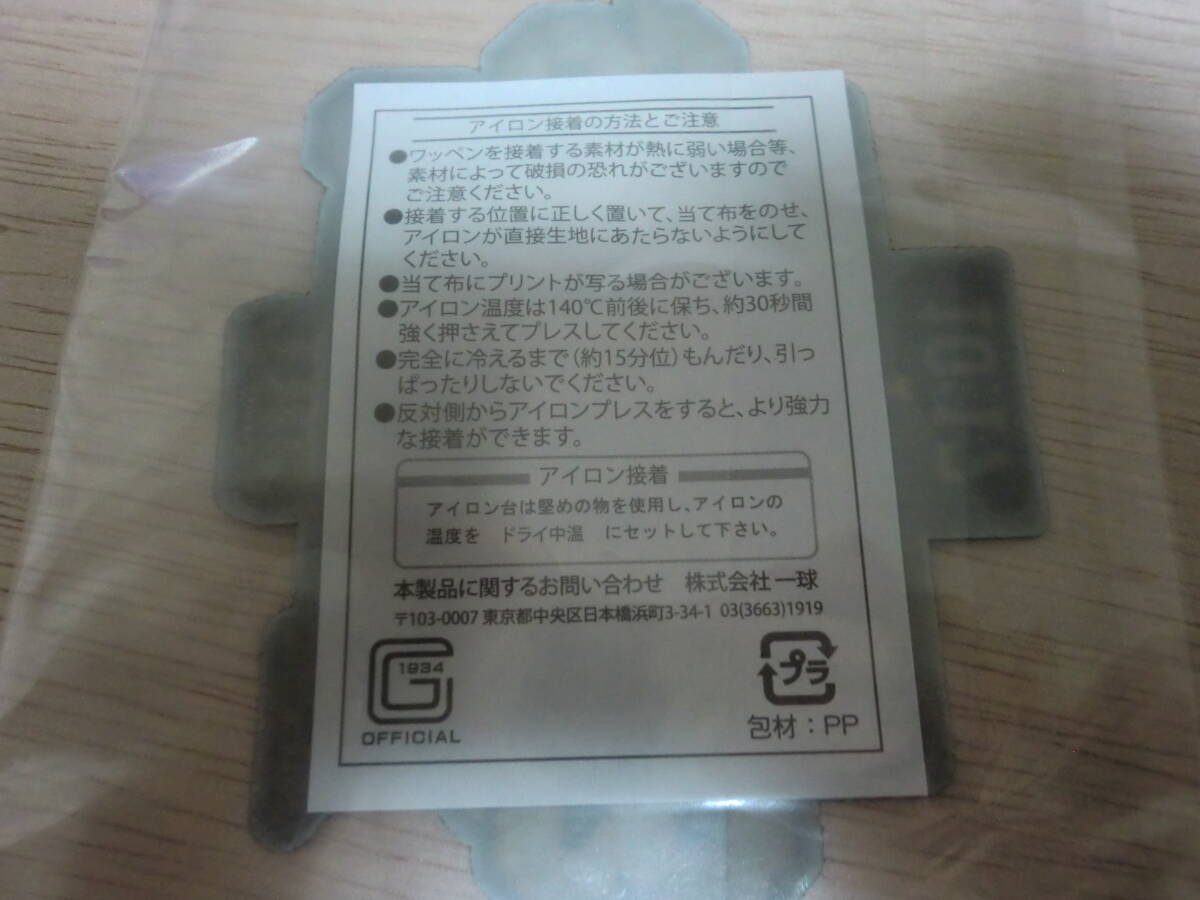 アイロン接着の方法とご注意
●ワッペンを接着する素材が熱に弱い場合等、
素材によって破損の恐れがございますので
ご注意ください。
●接着する位置に正しく置いて、当て布をのせ、
アイロンが直接生地にあたらないようにして
ください。
●当て布にプリントが写る場合がございます。
●アイロン温度は140℃前後に保ち、約30秒間
強く押さえてプレスしてください。
●完全に冷えるまで(約15分位)もんだり、引っ
ぱったりしないでください。
●反対側からアイロンプレスをすると、より強力
な接着ができます。
アイロン接着
アイロン台は堅めの物を使用し、アイロンの
温度を ドライ中温 にセットして下さい。
本製品に関するお問い合わせ 株式会社 一球
〒103-0007 東京都中央区日本橋浜町3-34-1 03(3663)1919
G 1934
OFFICIAL
プラ
包材：PP